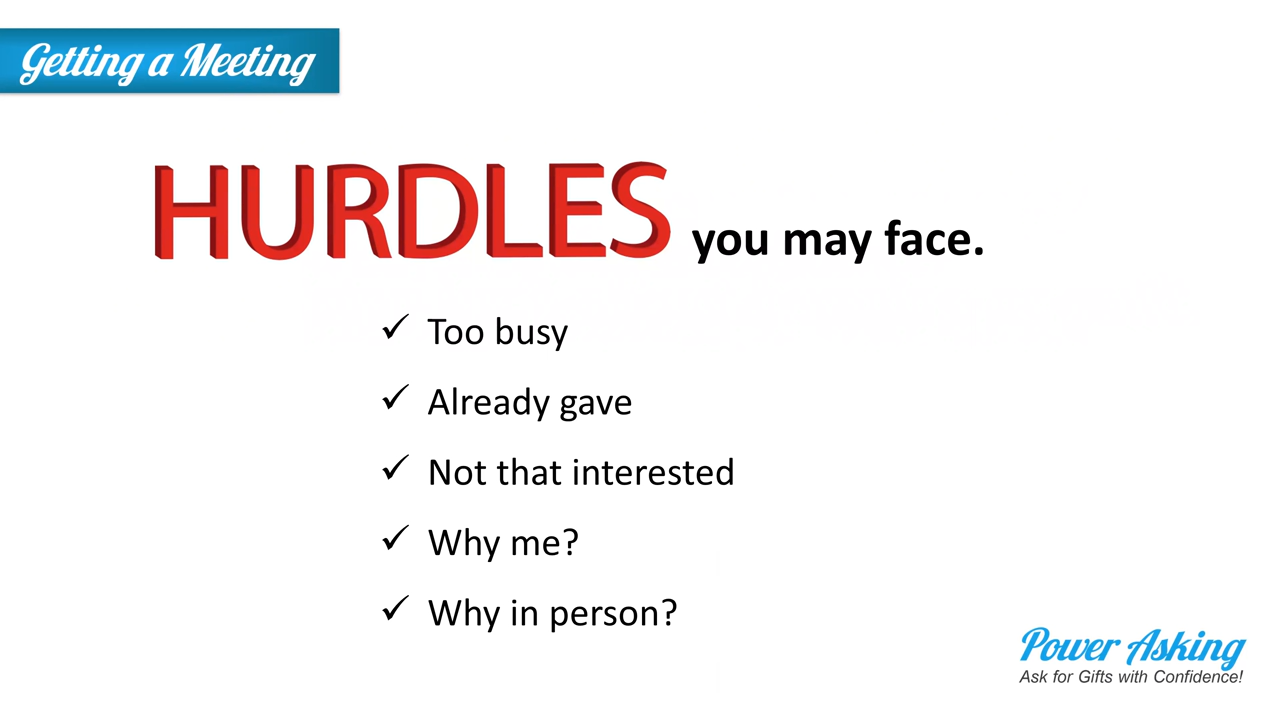 Getting a Meeting
HURDLES you may face.
✓ Too busy
✓ Already gave
✓ Not that interested
✓ Why me?
✓ Why in person?
Power Asking
Ask for Gifts with Confidence!